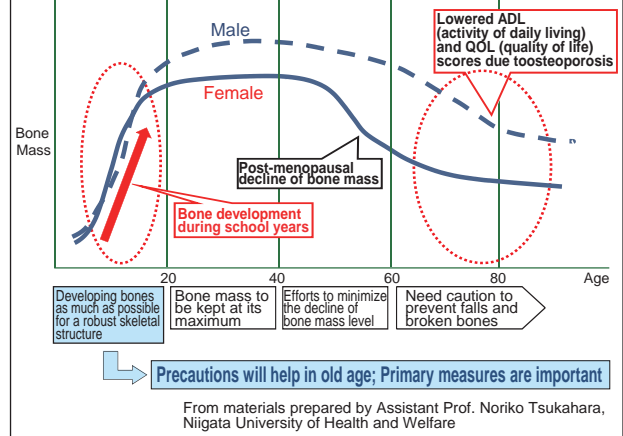 Lowered ADL
(activity of daily living)
and QOL (quality of life)
scores due toosteoporosis
Male
Female
Bone
Mass
Post-menopausal
decline of bone mass
Bone development
during school years
20
40
60
80
Age
Developing bones
as much as possible
for a robust skeletal
structure
Bone mass to
be kept at its
maximum
Efforts to minimize
the decline of
bone mass level
Need caution to
prevent falls and
broken bones
Precautions will help in old age; Primary measures are important
From materials prepared by Assistant Prof. Noriko Tsukahara,
Niigata University of Health and Welfare